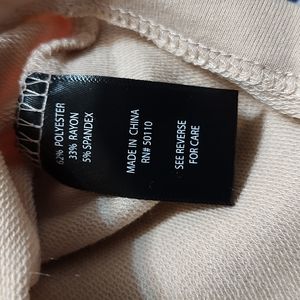 62% POLYESTER
33% RAYON
5% SPANDEX
MADE IN CHINA
RN# 50110
SEE REVERSE
FOR CARE